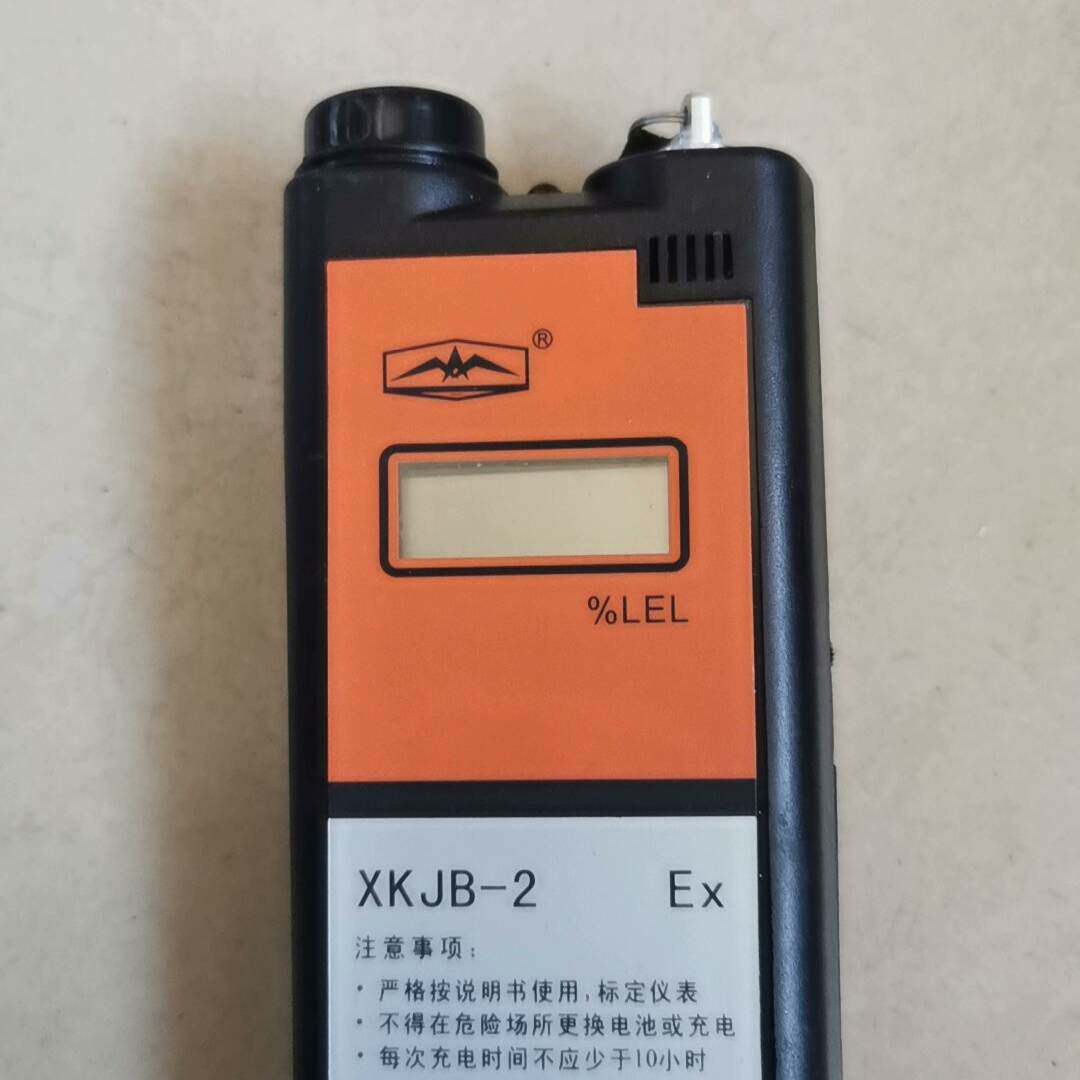 ®
%LEL
XKJB-2 Ex
注意事项:
· 严格按说明书使用,标定仪表
· 不得在危险场所更换电池或充电
· 每次充电时间不应少于10小时